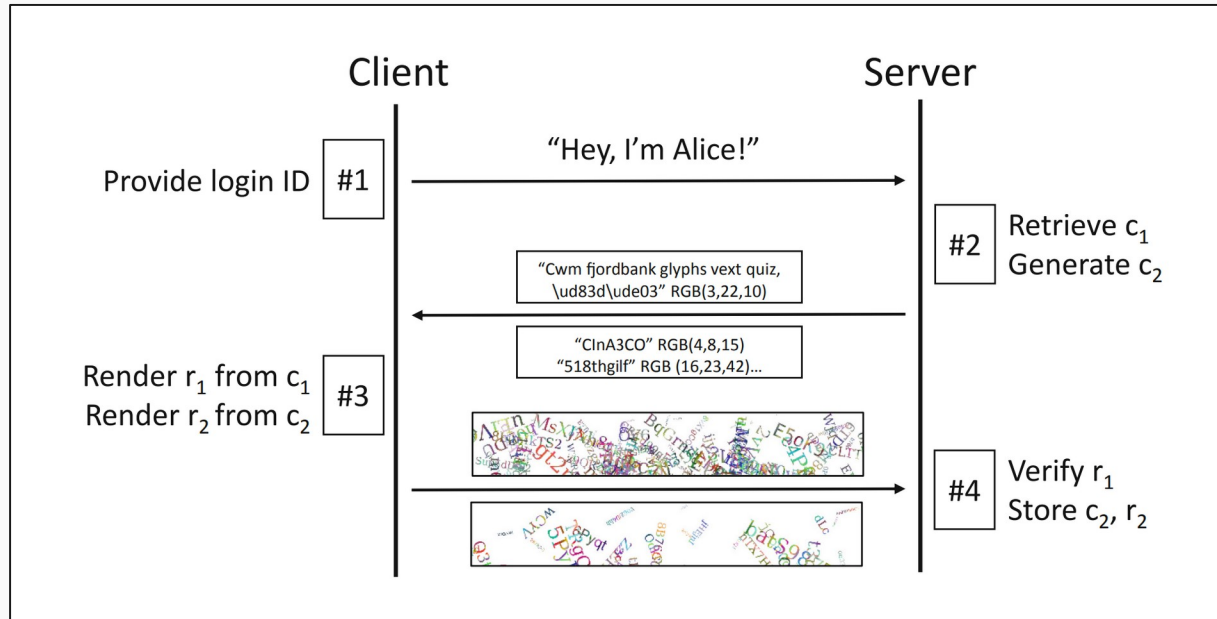 Client
Server
“Hey, I’m Alice!”
Provide login ID
#1
#2
Retrieve c₁
Generate c₂
“Cwm fjordbank glyphs vext quiz,
\ud83d\ude03” RGB(3,22,10)
“CInA3CO” RGB(4,8,15)
“518thgilf” RGB (16,23,42)...
Render r₁ from c₁
Render r₂ from c₂
#3
#4
Verify r₁
Store c₂, r₂